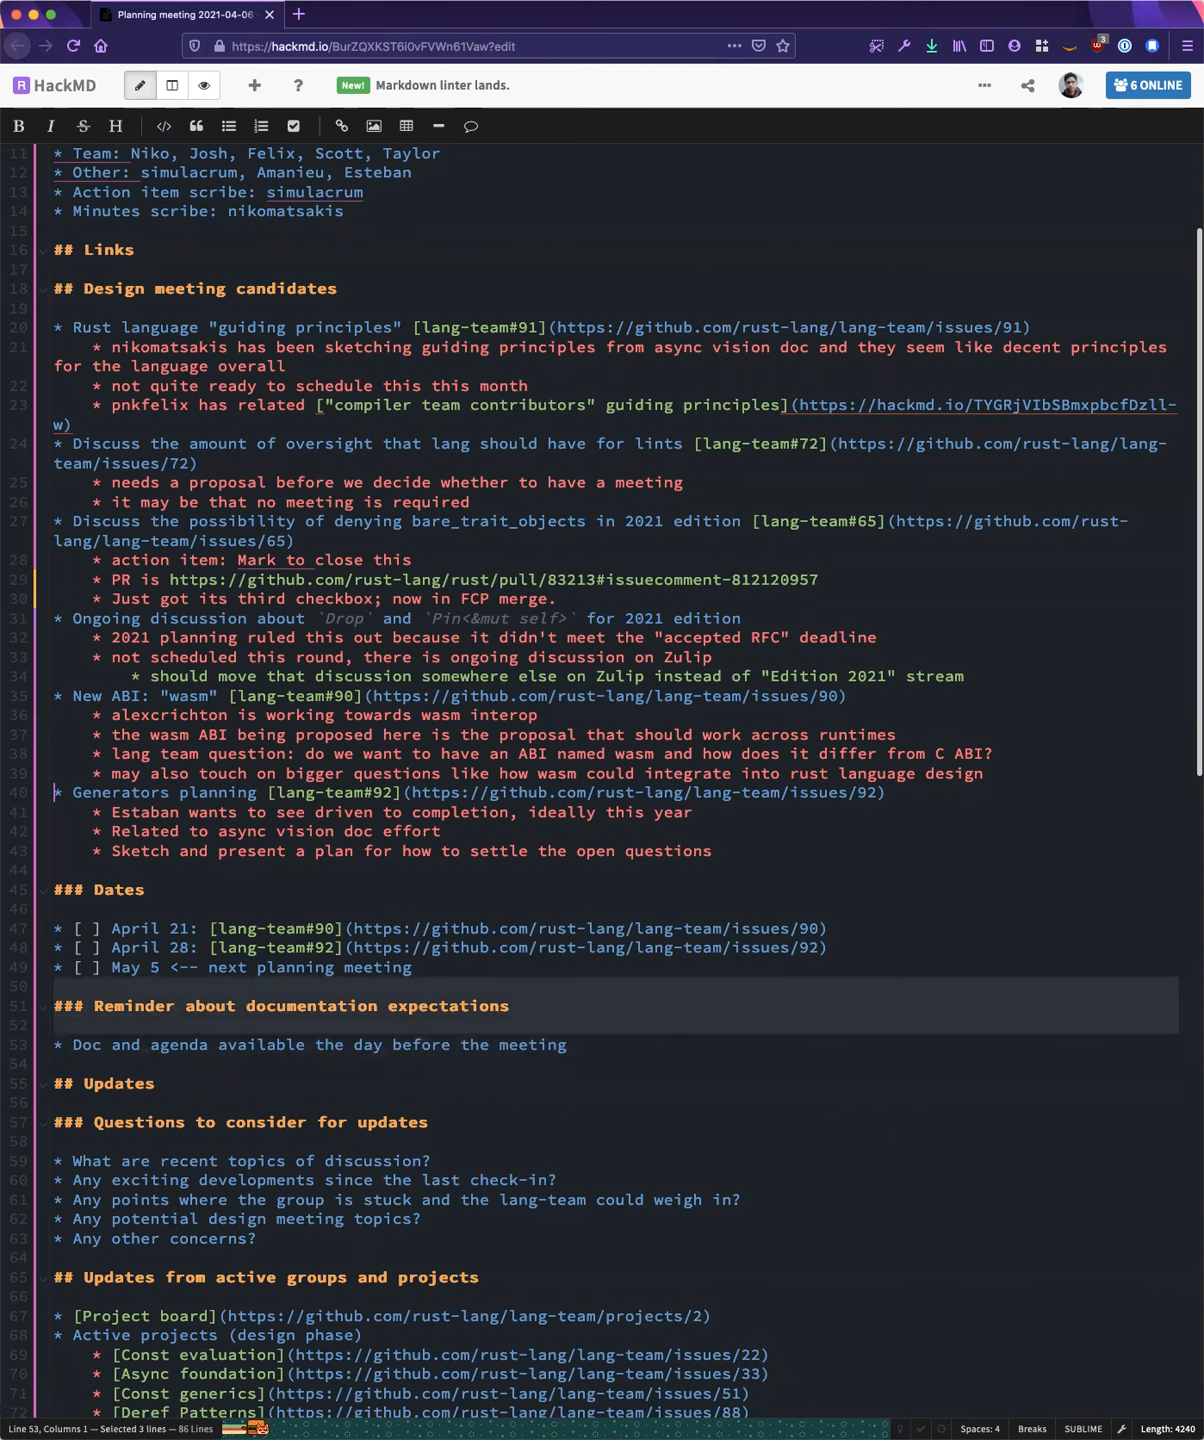 Planning meeting 2021-04-06
https://hackmd.io/BurZQXKST6i0vFVWn61Vaw?edit
3
HackMD
New! Markdown linter lands.
6 ONLINE
B I S H
11 * Team: Niko, Josh, Felix, Scott, Taylor
12 * Other: simulacrum, Amanieu, Esteban
13 * Action item scribe: simulacrum
14 * Minutes scribe: nikomatsakis
15
16 ## Links
17
18 ## Design meeting candidates
19
20 * Rust language "guiding principles" [lang-team#91](https://github.com/rust-lang/lang-team/issues/91)
21 * nikomatsakis has been sketching guiding principles from async vision doc and they seem like decent principles
for the language overall
22 * not quite ready to schedule this this month
23 * pnkfelix has related ["compiler team contributors" guiding principles](https://hackmd.io/TYGRjVIbSBmxpbcfDzll-
w)
24 * Discuss the amount of oversight that lang should have for lints [lang-team#72](https://github.com/rust-lang/lang-
team/issues/72)
25 * needs a proposal before we decide whether to have a meeting
26 * it may be that no meeting is required
27 * Discuss the possibility of denying bare_trait_objects in 2021 edition [lang-team#65](https://github.com/rust-
lang/lang-team/issues/65)
28 * action item: Mark to close this
29 * PR is https://github.com/rust-lang/rust/pull/83213#issuecomment-812120957
30 * Just got its third checkbox; now in FCP merge.
31 * Ongoing discussion about `Drop` and `Pin<&mut self>` for 2021 edition
32 * 2021 planning ruled this out because it didn't meet the "accepted RFC" deadline
33 * not scheduled this round, there is ongoing discussion on Zulip
34 * should move that discussion somewhere else on Zulip instead of "Edition 2021" stream
35 * New ABI: "wasm" [lang-team#90](https://github.com/rust-lang/lang-team/issues/90)
36 * alexcrichton is working towards wasm interop
37 * the wasm ABI being proposed here is the proposal that should work across runtimes
38 * lang team question: do we want to have an ABI named wasm and how does it differ from C ABI?
39 * may also touch on bigger questions like how wasm could integrate into rust language design
40 * Generators planning [lang-team#92](https://github.com/rust-lang/lang-team/issues/92)
41 * Estaban wants to see driven to completion, ideally this year
42 * Related to async vision doc effort
43 * Sketch and present a plan for how to settle the open questions
44
45 ### Dates
46
47 * [ ] April 21: [lang-team#90](https://github.com/rust-lang/lang-team/issues/90)
48 * [ ] April 28: [lang-team#92](https://github.com/rust-lang/lang-team/issues/92)
49 * [ ] May 5 <-- next planning meeting
50
51 ### Reminder about documentation expectations
52
53 * Doc and agenda available the day before the meeting
54
55 ## Updates
56
57 ### Questions to consider for updates
58
59 * What are recent topics of discussion?
60 * Any exciting developments since the last check-in?
61 * Any points where the group is stuck and the lang-team could weigh in?
62 * Any potential design meeting topics?
63 * Any other concerns?
64
65 ## Updates from active groups and projects
66
67 * [Project board](https://github.com/rust-lang/lang-team/projects/2)
68 * Active projects (design phase)
69 * [Const evaluation](https://github.com/rust-lang/lang-team/issues/22)
70 * [Async foundation](https://github.com/rust-lang/lang-team/issues/33)
71 * [Const generics](https://github.com/rust-lang/lang-team/issues/51)
72 * [Deref Patterns](https://github.com/rust-lang/lang-team/issues/88)
Line 53, Columns 1 — Selected 3 lines — 86 Lines
Spaces: 4 Breaks SUBLIME Length: 4240